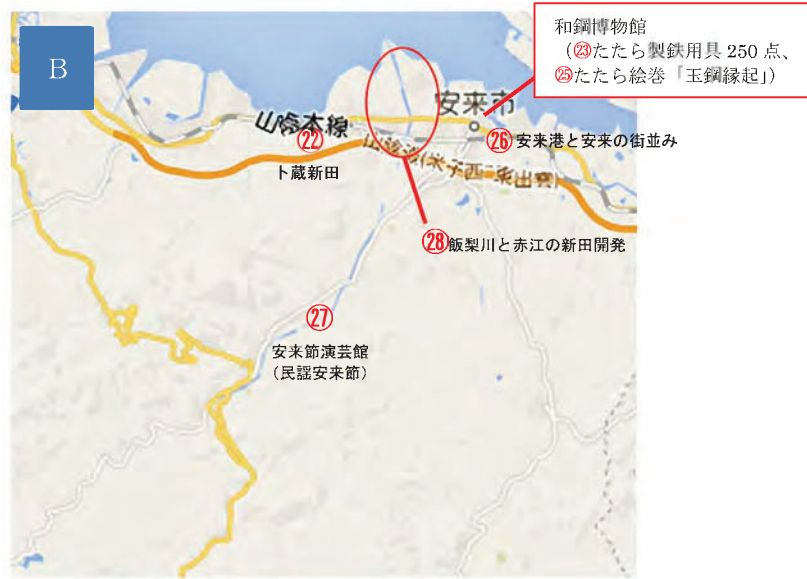 B
和鋼博物館
（㉓たたら製鉄用具 250 点、
㉕たたら絵巻「玉鋼縁起」）
安来市
山陰本線
㉒
卜蔵新田
㉖ 安来港と安来の街並み
㉘ 飯梨川と赤江の新田開発
㉗
安来節演芸館
（民謡安来節）